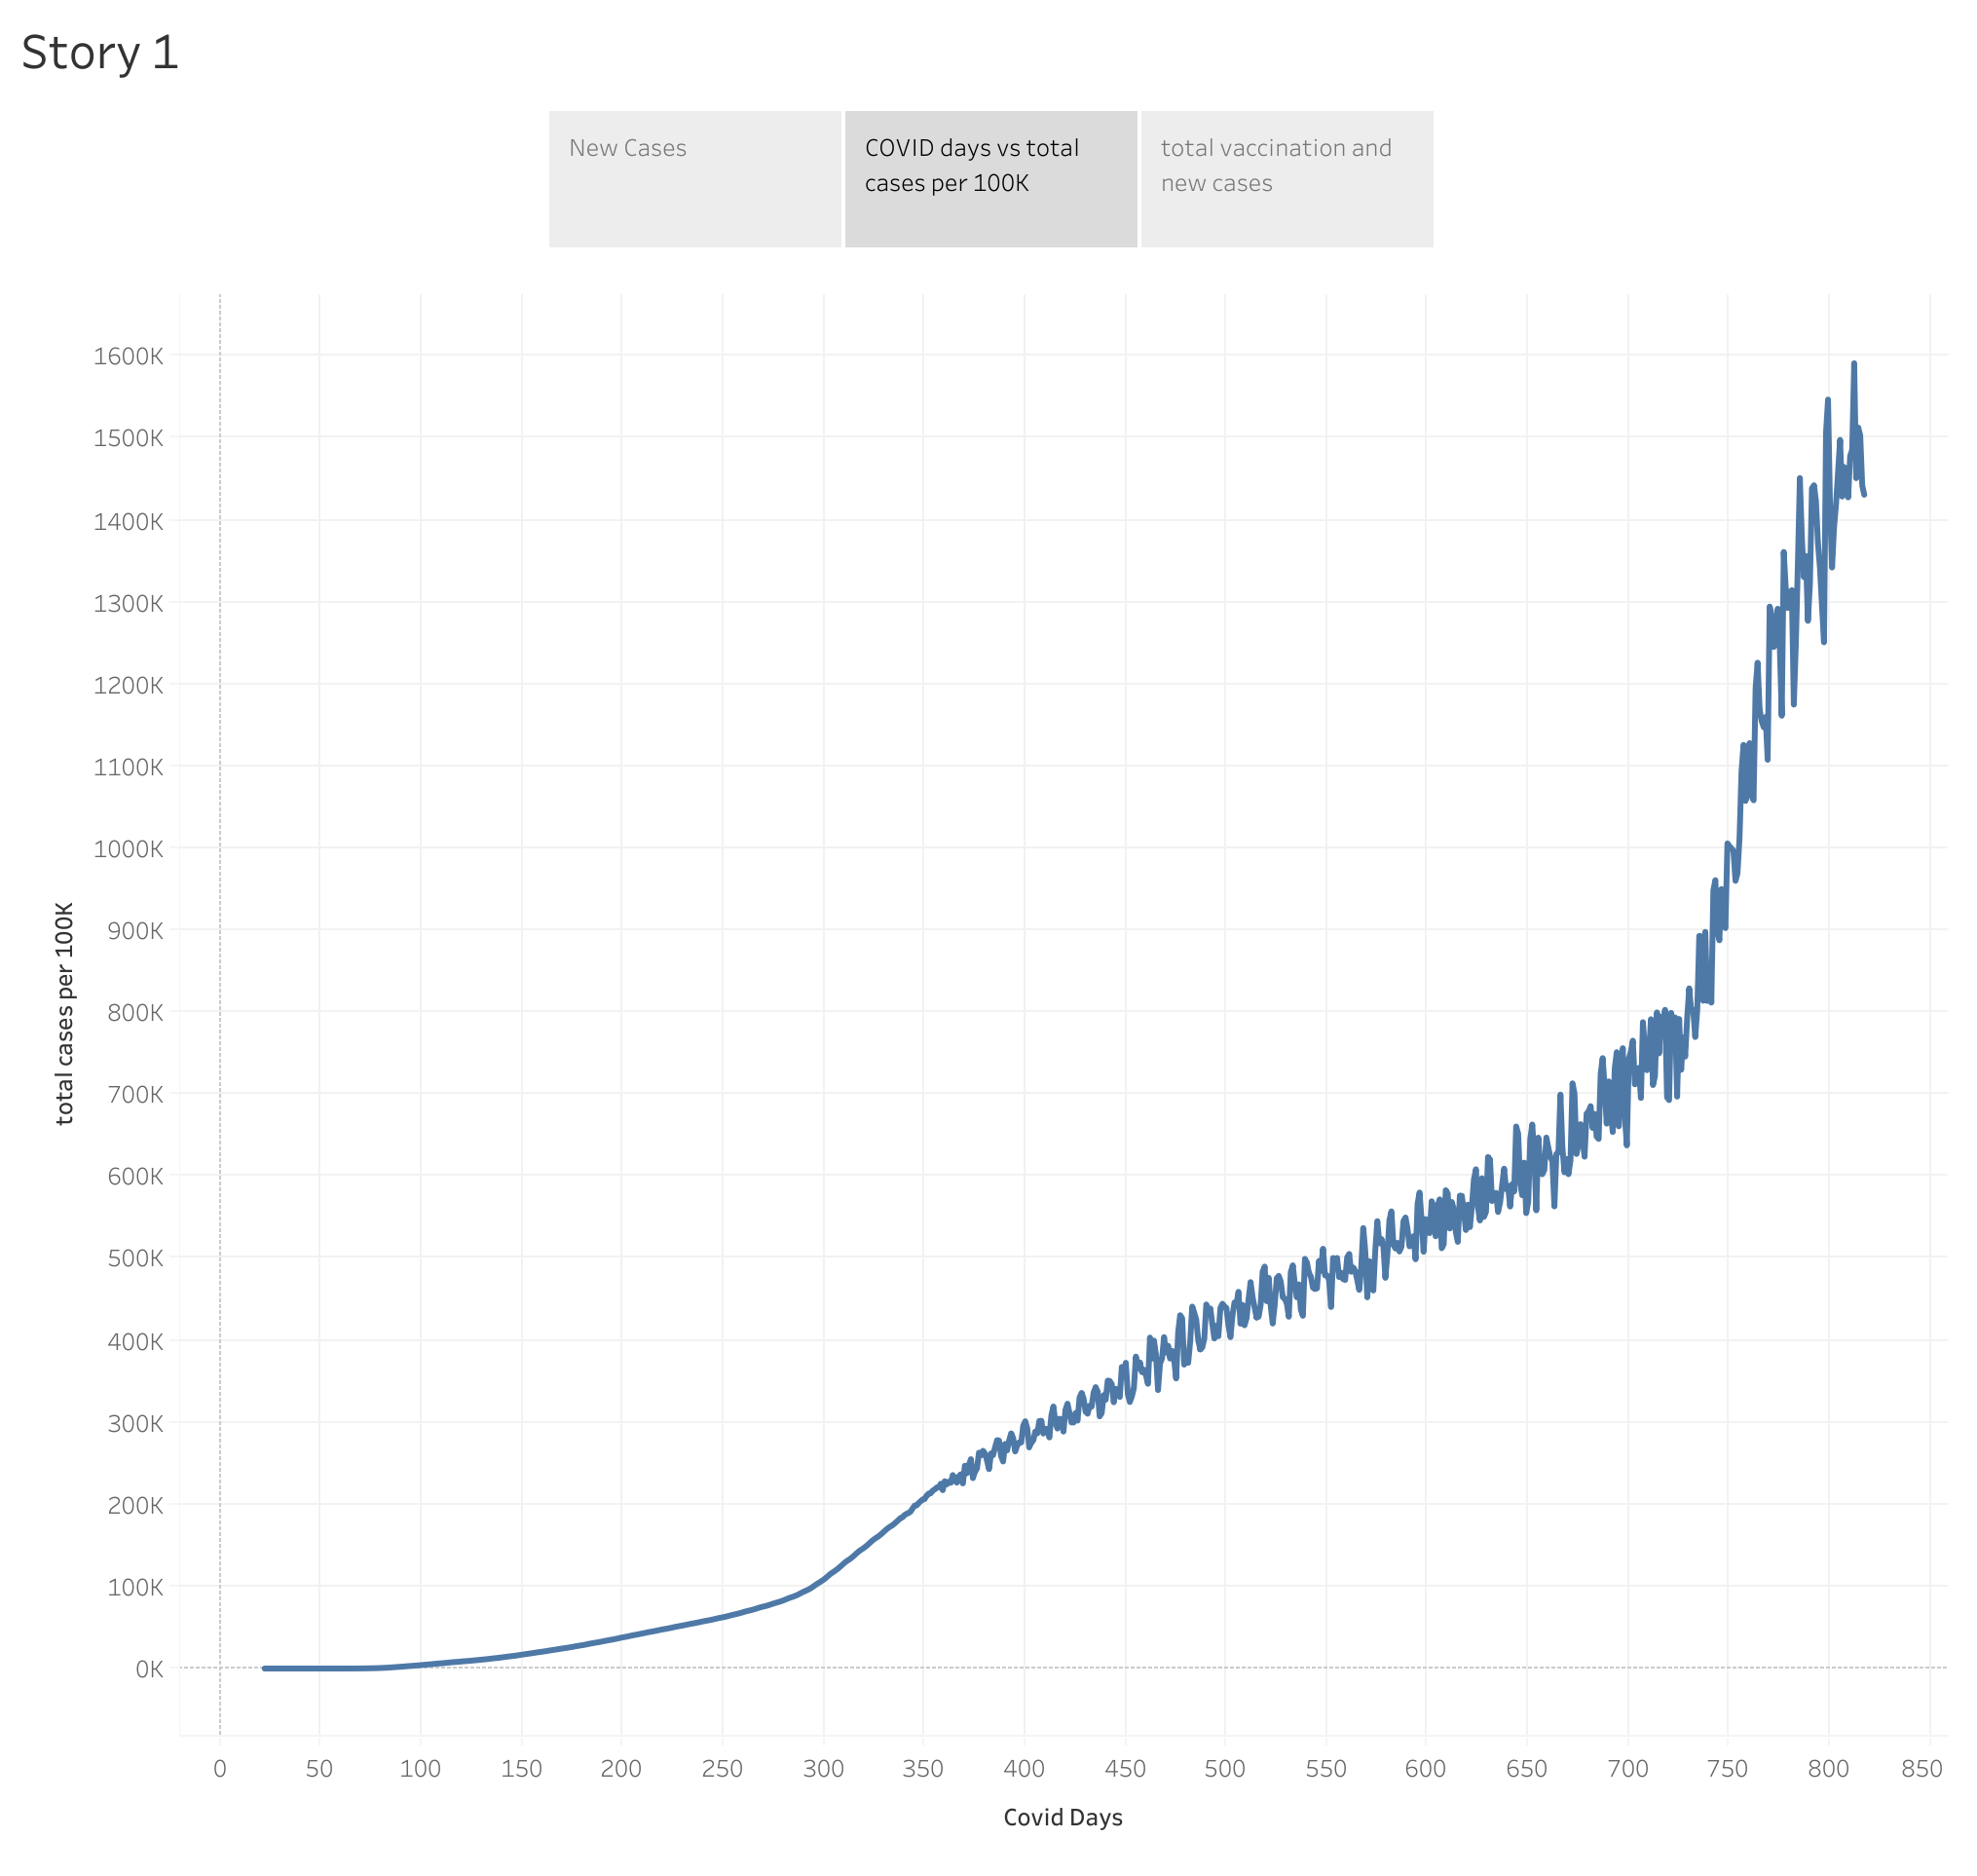 Story 1
New Cases
COVID days vs total
cases per 100K
total vaccination and
new cases
1600K
1500K
1400K
1300K
1200K
1100K
1000K
900K
800K
700K
600K
500K
400K
300K
200K
100K
0K
total cases per 100K
0 50 100 150 200 250 300 350 400 450 500 550 600 650 700 750 800 850
Covid Days